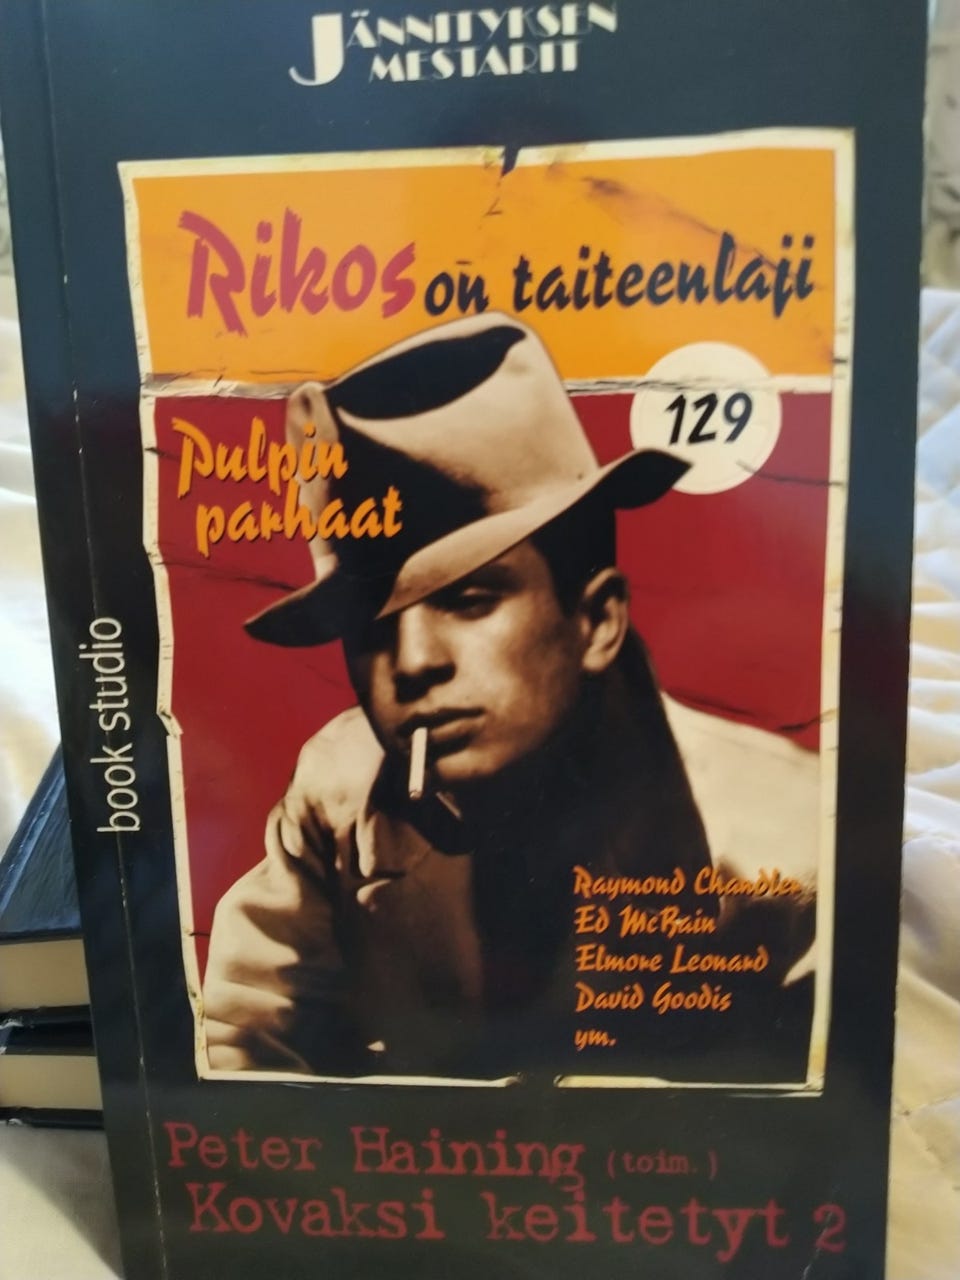 JÄNNITYKSEN
MESTARIT
Rikos on taiteenlaji
129
Pulpin
parhaat
book studio
Raymond Chandler
Ed McBain
Elmore Leonard
David Goodis
ym.
Peter Haining (toim.)
Kovaksi keitetyt 2